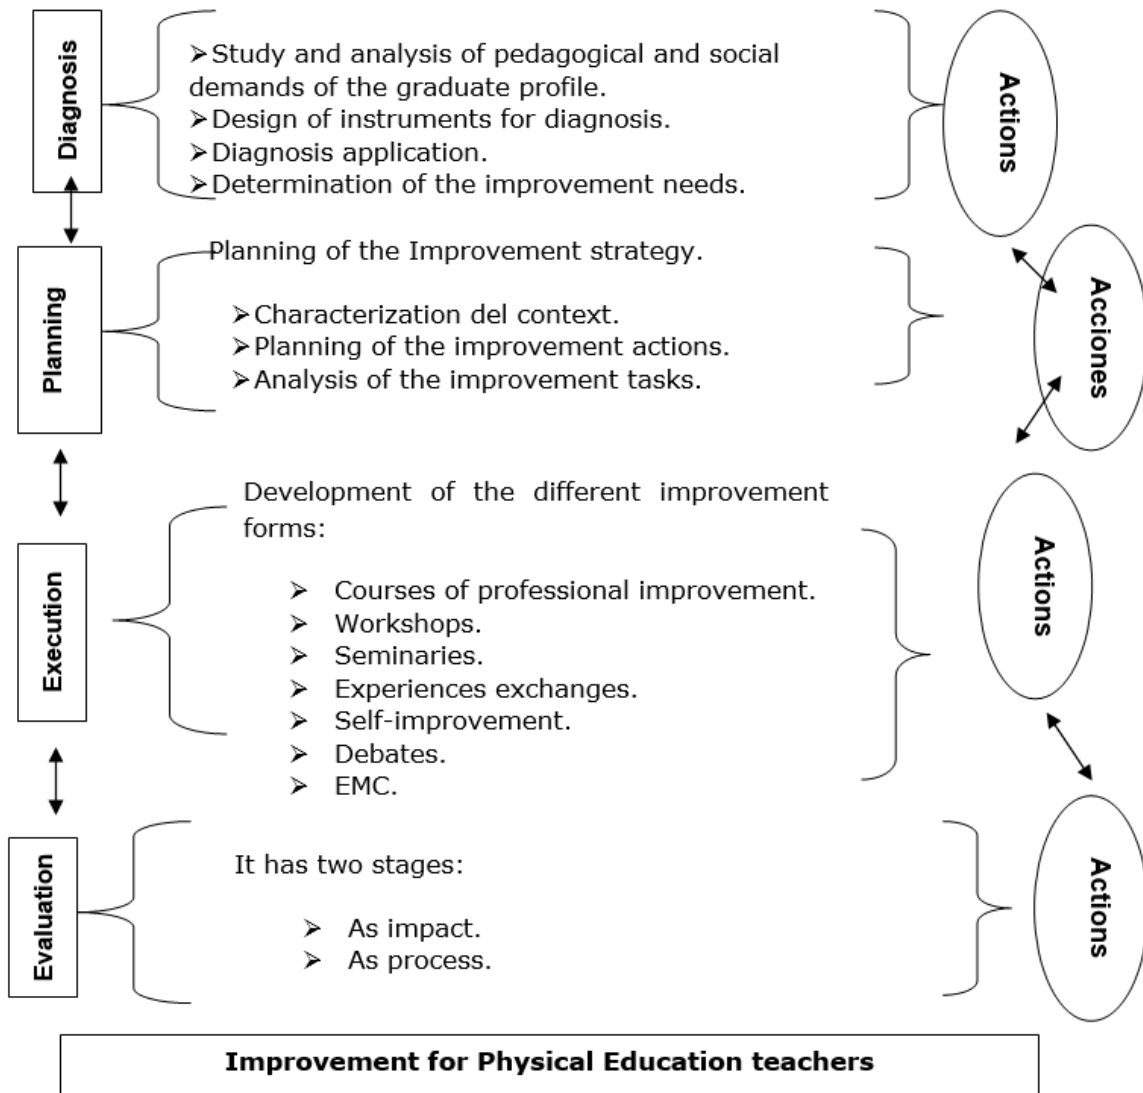 Diagnosis
➢Study and analysis of pedagogical and social
demands of the graduate profile.
➢Design of instruments for diagnosis.
➢Diagnosis application.
➢Determination of the improvement needs.
Actions
Planning
Planning of the Improvement strategy.
➢Characterization del context.
➢Planning of the improvement actions.
➢Analysis of the improvement tasks.
Acciones
Execution
Development of the different improvement
forms:
➢ Courses of professional improvement.
➢ Workshops.
➢ Seminaries.
➢ Experiences exchanges.
➢ Self-improvement.
➢ Debates.
➢ EMC.
Actions
Evaluation
It has two stages:
➢ As impact.
➢ As process.
Actions
Improvement for Physical Education teachers